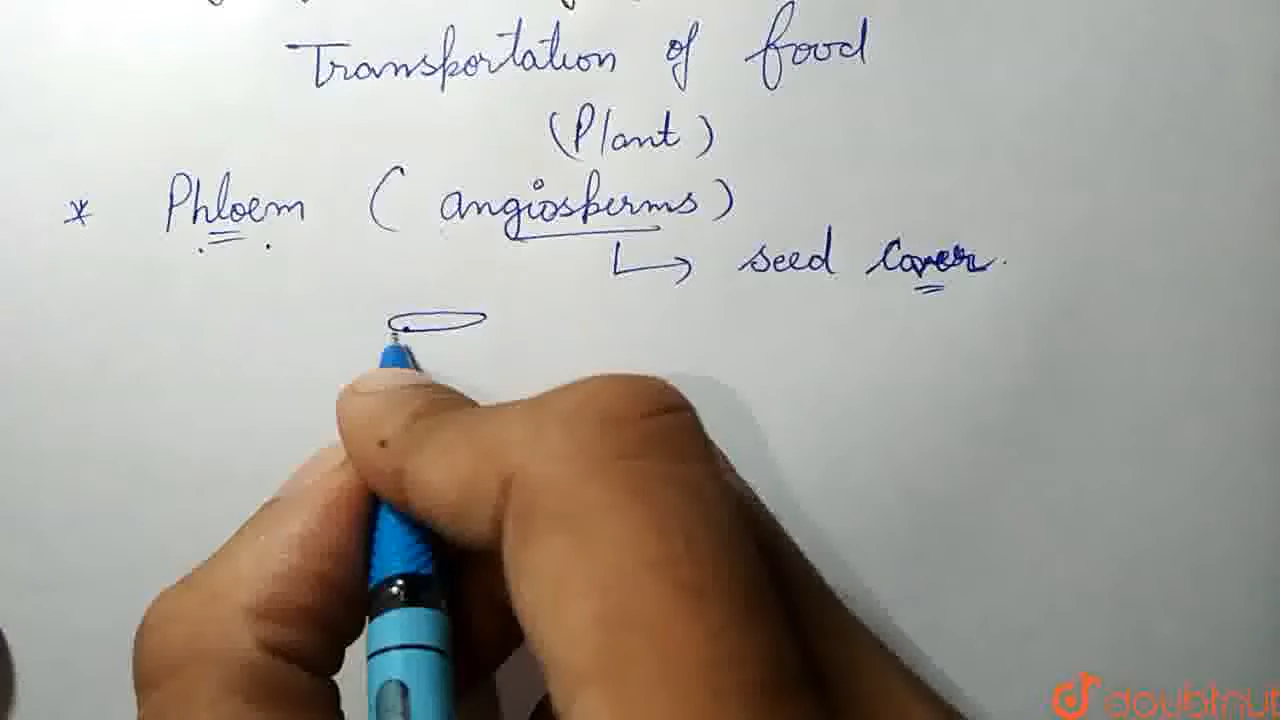 Transportation of food
(Plant)
* Phloem (angiosperms)
↳ seed cover.
doubtnut